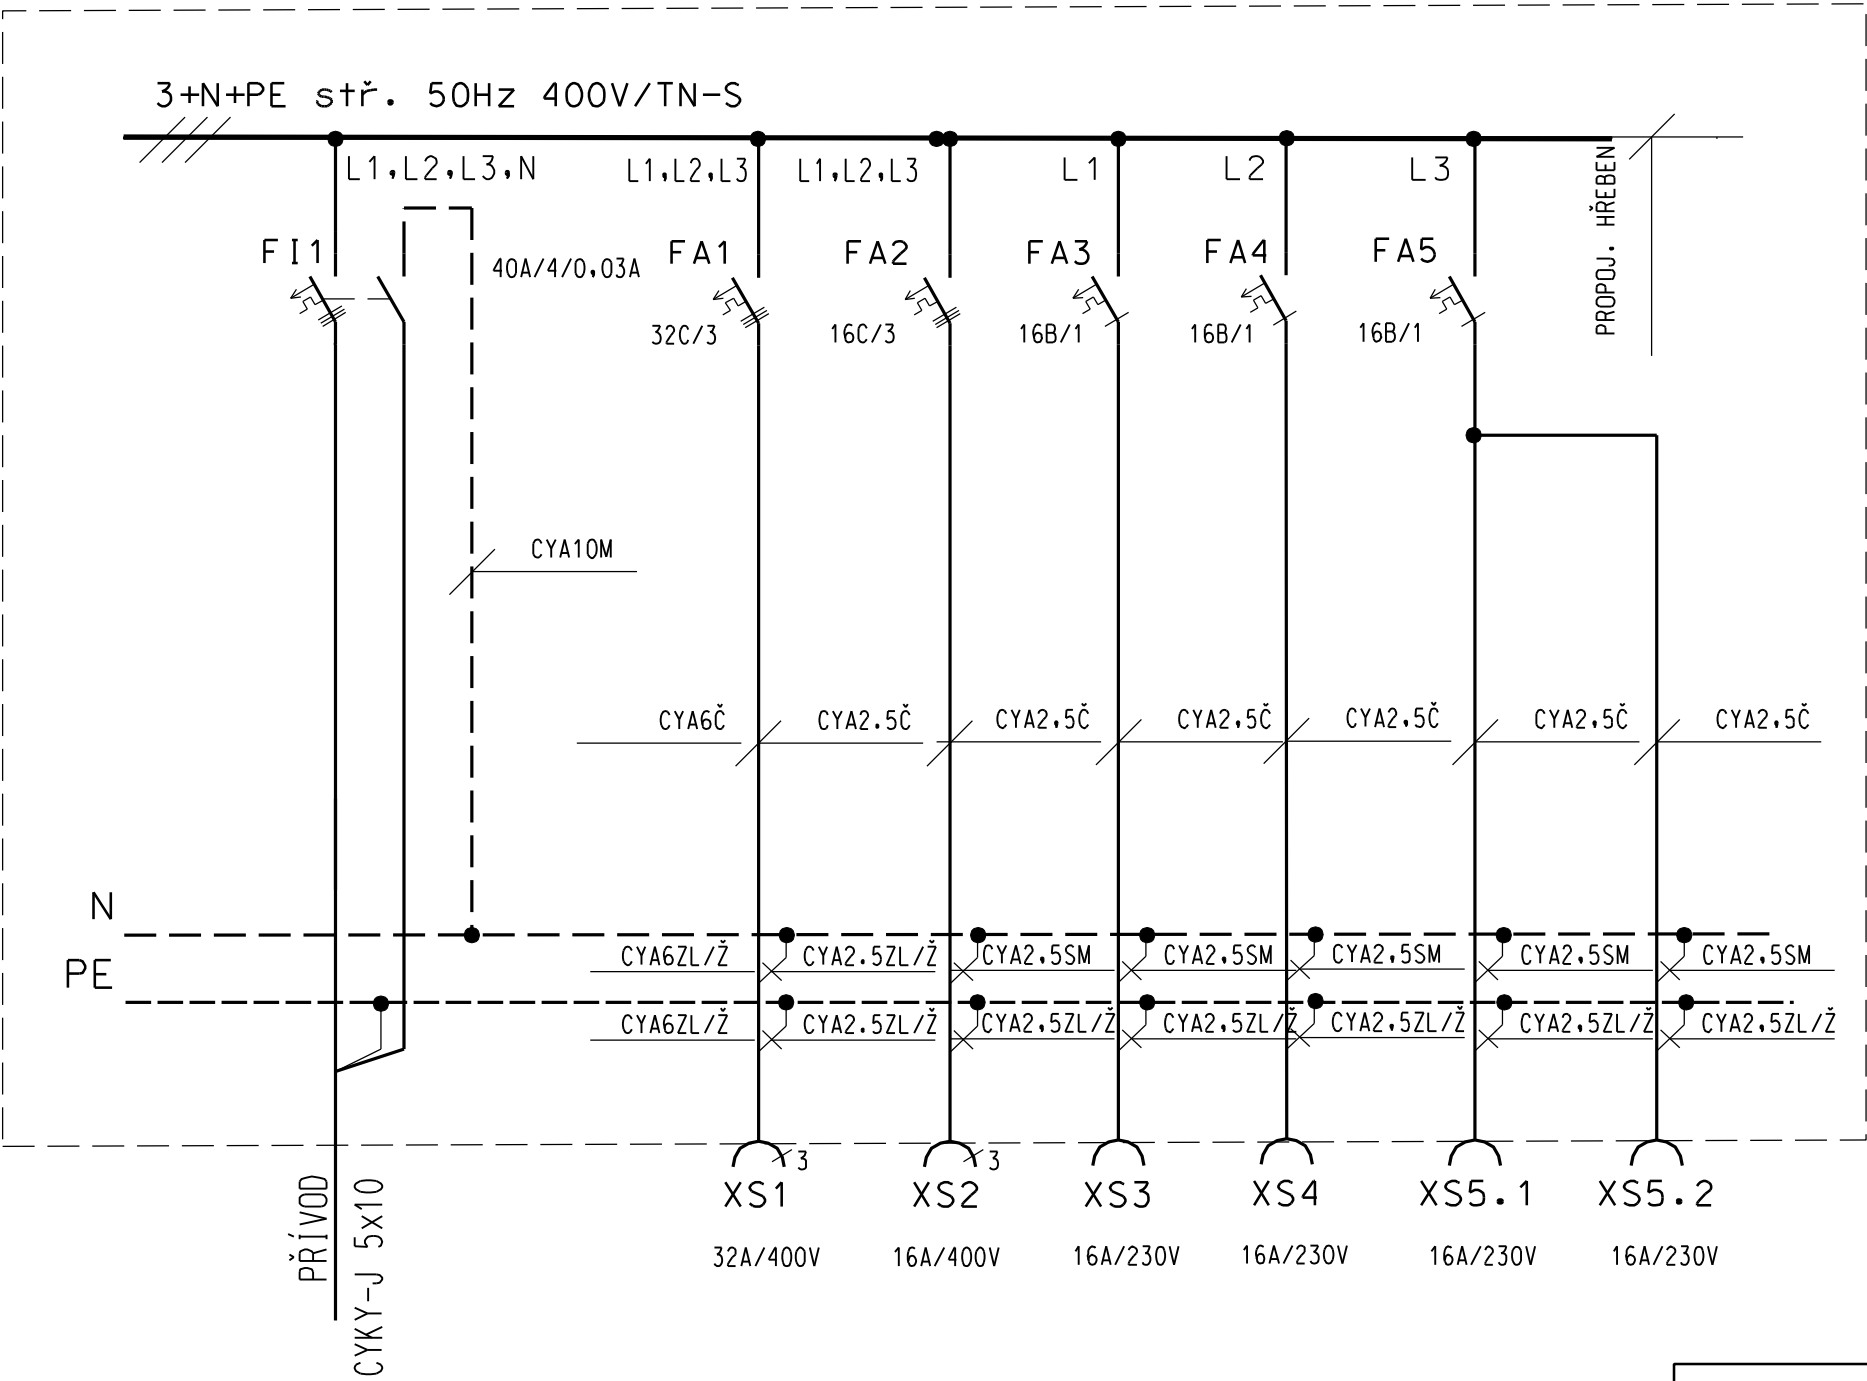 3+N+PE stř. 50Hz 400V/TN-S
L1,L2,L3,N
L1,L2,L3
L1,L2,L3
L1
L2
L3
PROPOJ. HŘEBEN
FI1
40A/4/0,03A
FA1
FA2
FA3
FA4
FA5
32C/3
16C/3
16B/1
16B/1
16B/1
CYA10M
CYA6Č
CYA2.5Č
CYA2,5Č
CYA2,5Č
CYA2,5Č
CYA2,5Č
CYA2,5Č
N
CYA6ZL/Ž
CYA2.5ZL/Ž
CYA2,5SM
CYA2,5SM
CYA2,5SM
CYA2,5SM
CYA2,5SM
PE
CYA6ZL/Ž
CYA2.5ZL/Ž
CYA2,5ZL/Ž
CYA2,5ZL/Ž
CYA2,5ZL/Ž
CYA2,5ZL/Ž
CYA2,5ZL/Ž
3
3
PŘÍVOD
CYKY-J 5x10
XS1
XS2
XS3
XS4
XS5.1
XS5.2
32A/400V
16A/400V
16A/230V
16A/230V
16A/230V
16A/230V